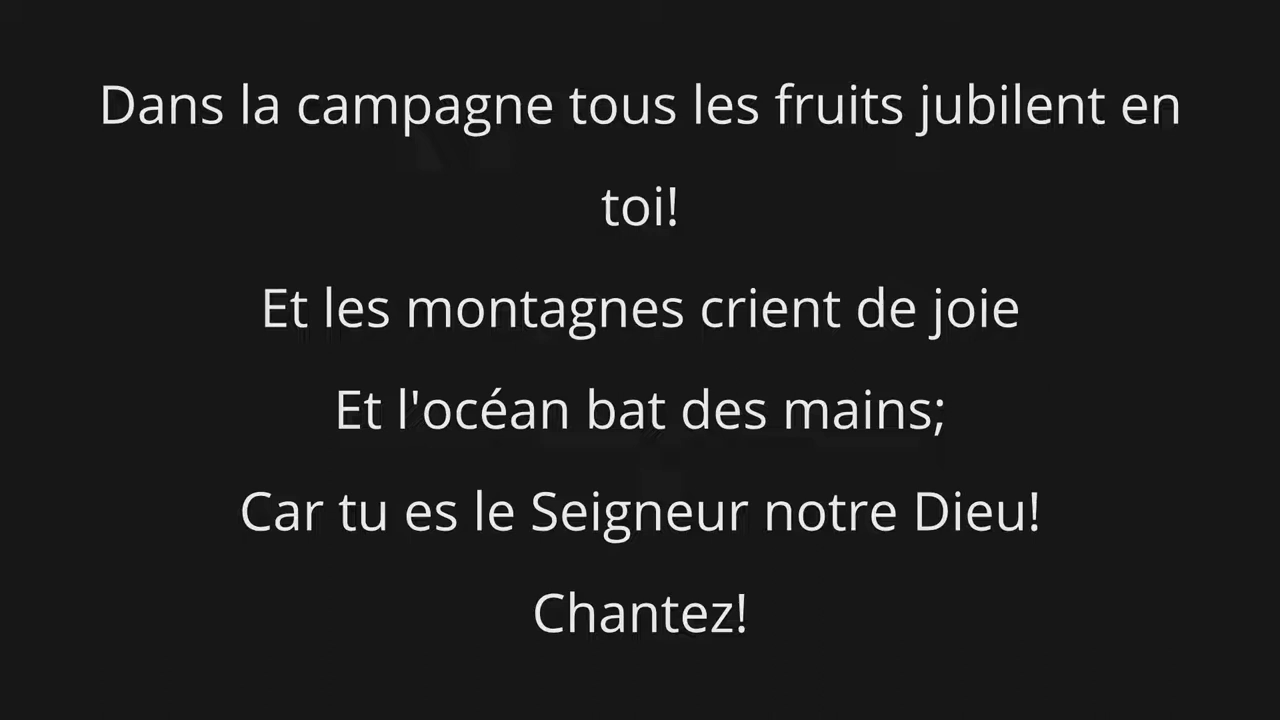 Dans la campagne tous les fruits jubilent en
toi!
Et les montagnes crient de joie
Et l'océan bat des mains;
Car tu es le Seigneur notre Dieu!
Chantez!